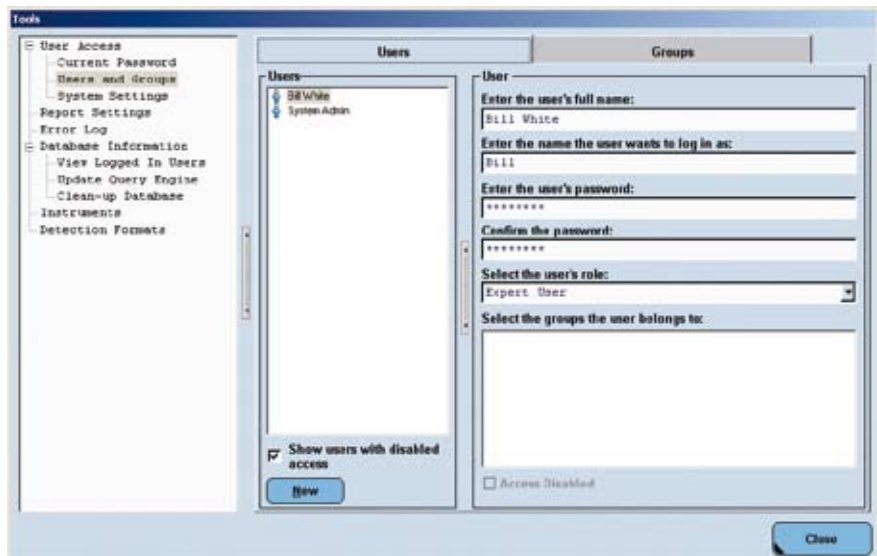 Tools
User Access
Current Password
Users and Groups
System Settings
Report Settings
Error Log
Database Information
View Logged In Users
Update Query Engine
Clean-up Database
Instruments
Detection Formats
Users
Groups
Users
Bill White
System Admin
Show users with disabled
access
New
User
Enter the user's full name:
Bill White
Enter the name the user wants to log in as:
Bill
Enter the user's password:
********
Confirm the password:
********
Select the user's role:
Expert User
Select the groups the user belongs to:
Access Disabled
Close